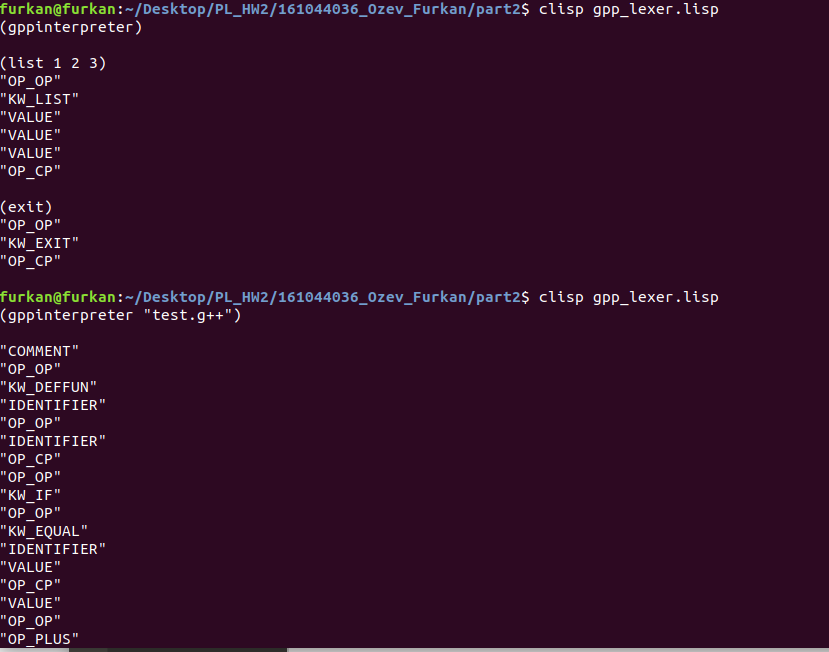 furkan@furkan:~/Desktop/PL_HW2/161044036_Ozev_Furkan/part2$ clisp gpp_lexer.lisp
(gppinterpreter)
(list 1 2 3)
"OP_OP"
"KW_LIST"
"VALUE"
"VALUE"
"VALUE"
"OP_CP"
(exit)
"OP_OP"
"KW_EXIT"
"OP_CP"
furkan@furkan:~/Desktop/PL_HW2/161044036_Ozev_Furkan/part2$ clisp gpp_lexer.lisp
(gppinterpreter "test.g++")
"COMMENT"
"OP_OP"
"KW_DEFFUN"
"IDENTIFIER"
"OP_OP"
"IDENTIFIER"
"OP_CP"
"OP_OP"
"KW_IF"
"OP_OP"
"KW_EQUAL"
"IDENTIFIER"
"VALUE"
"OP_CP"
"VALUE"
"OP_OP"
"OP_PLUS"